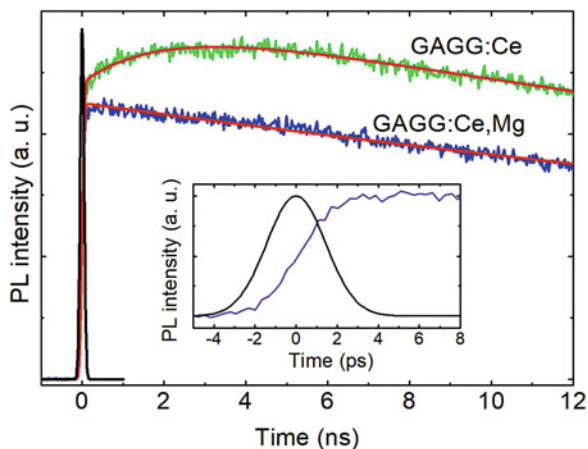 GAGG:Ce
GAGG:Ce,Mg
PL intensity (a. u.)
PL intensity (a. u.)
-4 -2 0 2 4 6 8
Time (ps)
0 2 4 6 8 10 12
Time (ns)